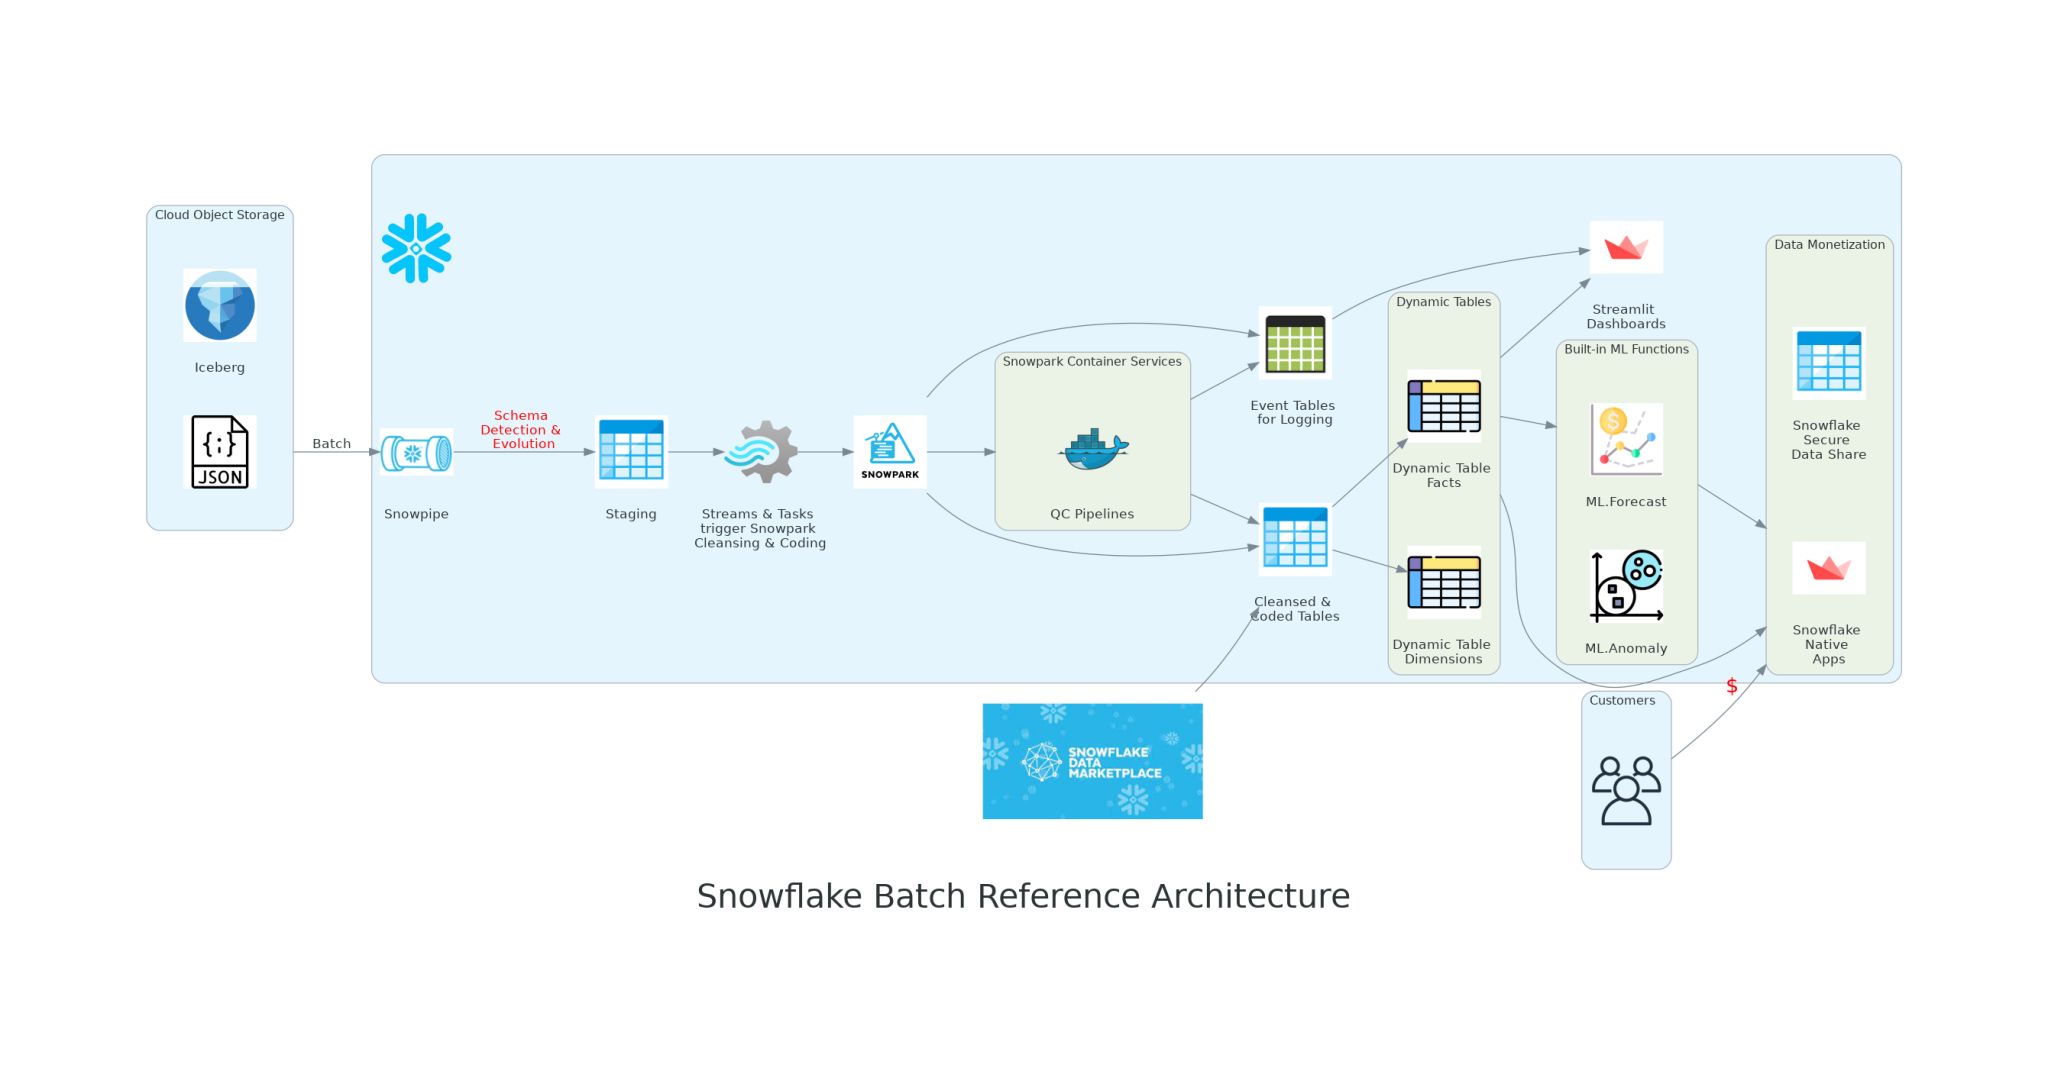 Cloud Object Storage
Iceberg
JSON
Batch
Snowpipe
Schema
Detection &
Evolution
Staging
Streams & Tasks
trigger Snowpark
Cleansing & Coding
SNOWPARK
Snowpark Container Services
QC Pipelines
Event Tables
for Logging
Cleansed &
Coded Tables
SNOWFLAKE
DATA
MARKETPLACE
Dynamic Tables
Dynamic Table
Facts
Dynamic Table
Dimensions
Streamlit
Dashboards
Built-in ML Functions
$
ML.Forecast
ML.Anomaly
Data Monetization
Snowflake
Secure
Data Share
Snowflake
Native
Apps
$
Customers
Snowflake Batch Reference Architecture